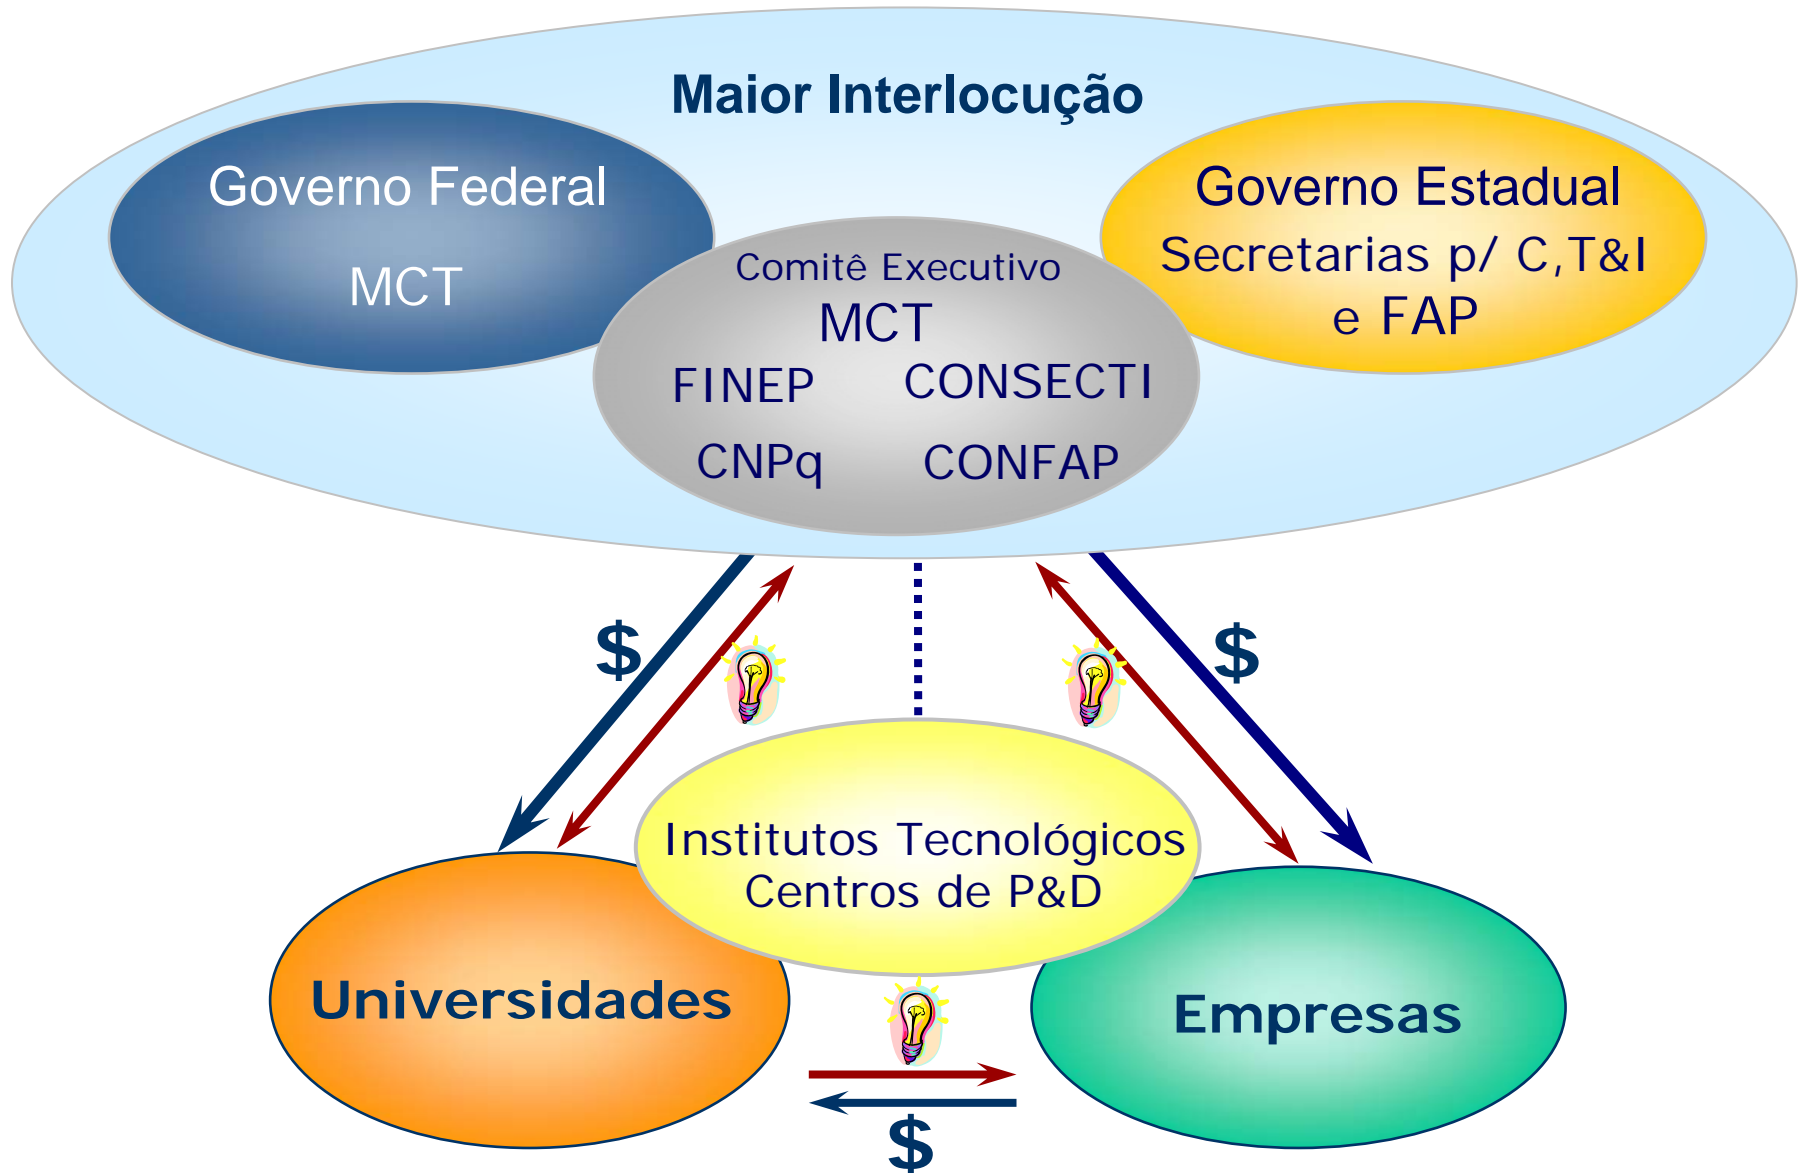 Maior Interlocução
Governo Federal
MCT
Governo Estadual
Secretarias p/ C,T&I
e FAP
Comitê Executivo
MCT
FINEP
CONSECTI
CNPq
CONFAP
$
$
Institutos Tecnológicos
Centros de P&D
Universidades
Empresas
$